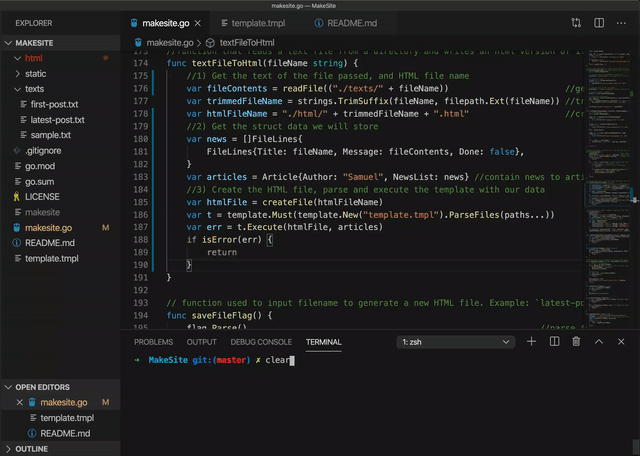 makesite.go — MakeSite
EXPLORER
makesite.go
template.tmpl
README.md
makesite.go > textFileToHtml
MAKESITE
html
static
texts
first-post.txt
latest-post.txt
sample.txt
.gitignore
go.mod
go.sum
LICENSE
makesite
makesite.go M
README.md
template.tmpl
OPEN EDITORS
makesite.go M
template.tmpl
README.md
OUTLINE
173 //function that reads a text file from a directory and writes an html version of
174 func textFileToHtml(fileName string) {
175 //1) Get the text of the file passed, and HTML file name
176 var fileContents = readFile(("./texts/" + fileName)) //ge
177 var trimmedFileName = strings.TrimSuffix(fileName, filepath.Ext(fileName)) //tr
178 var htmlFileName = "./html/" + trimmedFileName + ".html" //cr
179 //2) Get the struct data we will store
180 var news = []FileLines{
181 FileLines{Title: fileName, Message: fileContents, Done: false},
182 }
183 var articles = Article{Author: "Samuel", NewsList: news} //contain news to arti
184 //3) Create the HTML file, parse and execute the template with our data
185 var htmlFile = createFile(htmlFileName)
186 var t = template.Must(template.New("template.tmpl").ParseFiles(paths...))
187 var err = t.Execute(htmlFile, articles)
188 if isError(err) {
189 return
190 }
191 }
192
193 // function used to input filename to generate a new HTML file. Example: `latest-po
194 func saveFileFlag() {
195 flag.Parse() //parse f
PROBLEMS OUTPUT DEBUG CONSOLE TERMINAL 1: zsh
➜ MakeSite git:(master) ✗ clear